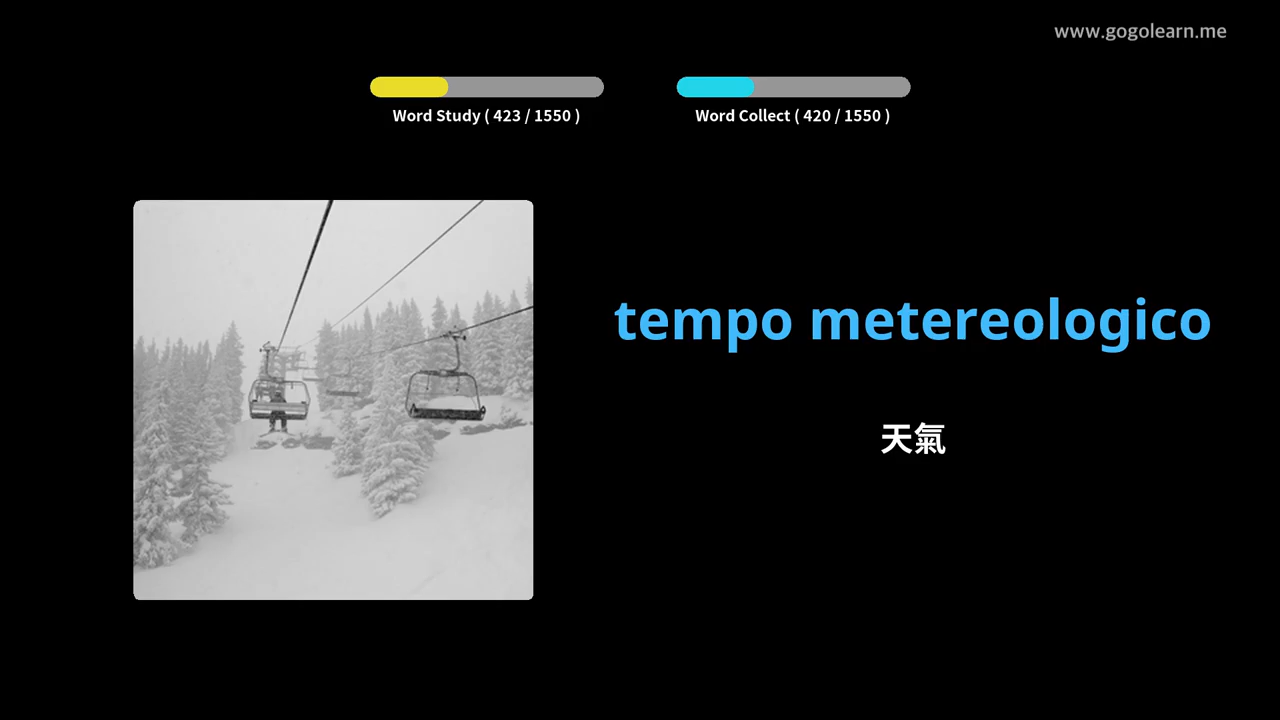 www.gogolearn.me
Word Study ( 423 / 1550 )
Word Collect ( 420 / 1550 )
tempo metereologico
天氣